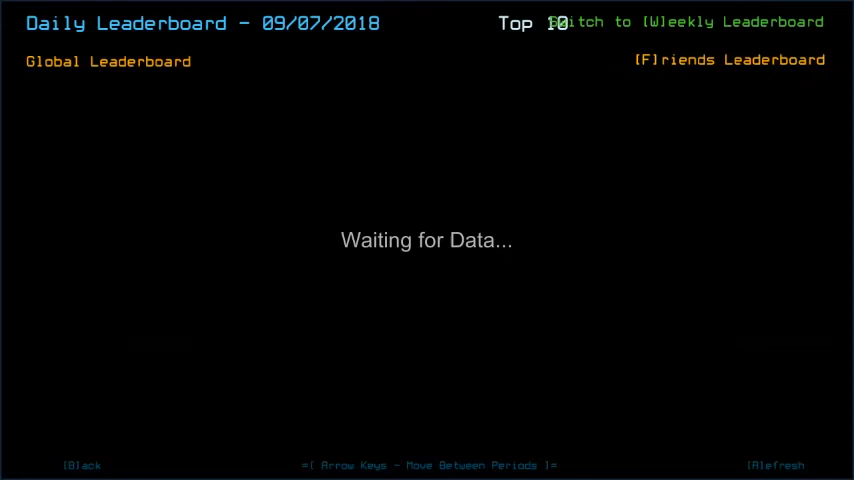 Daily Leaderboard - 09/07/2018
Top 10
Switch to [W]eekly Leaderboard
Global Leaderboard
[F]riends Leaderboard
Waiting for Data...
[B]ack
=[ Arrow Keys - Move Between Periods ]=
[R]efresh